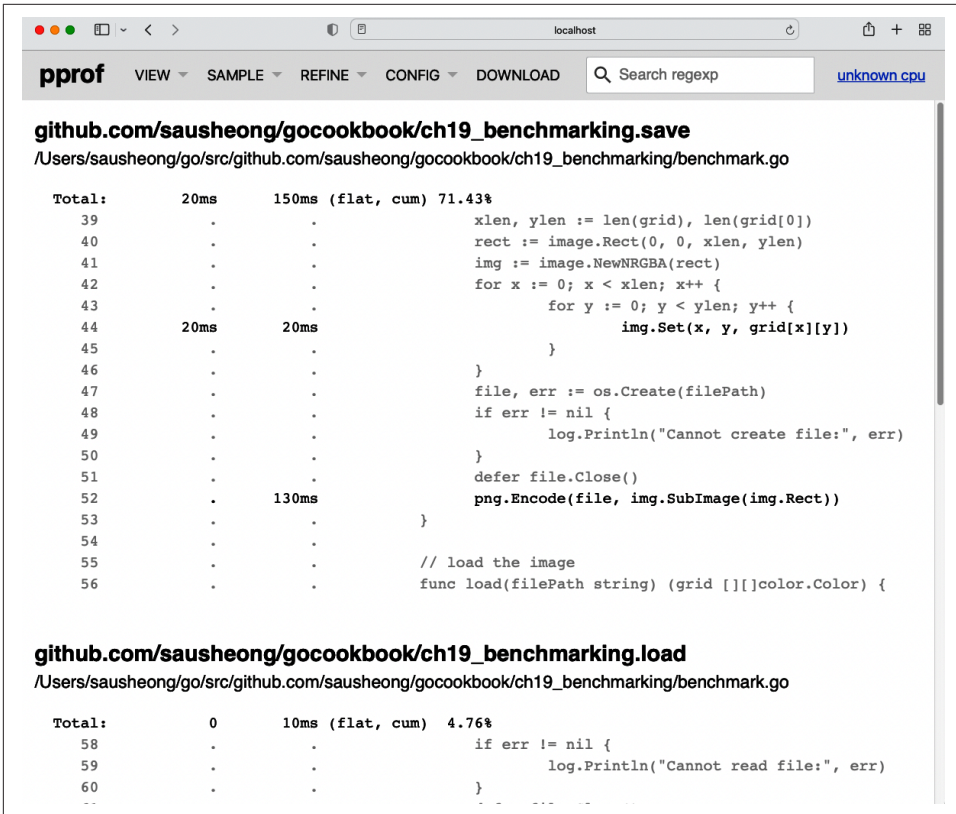 localhost
pprof VIEW SAMPLE REFINE CONFIG DOWNLOAD Search regexp unknown cpu
github.com/sausheong/gocookbook/ch19_benchmarking.save
/Users/sausheong/go/src/github.com/sausheong/gocookbook/ch19_benchmarking/benchmark.go
Total: 20ms 150ms (flat, cum) 71.43%
39 . . xlen, ylen := len(grid), len(grid[0])
40 . . rect := image.Rect(0, 0, xlen, ylen)
41 . . img := image.NewNRGBA(rect)
42 . . for x := 0; x < xlen; x++ {
43 . . for y := 0; y < ylen; y++ {
44 20ms 20ms img.Set(x, y, grid[x][y])
45 . . }
46 . . }
47 . . file, err := os.Create(filePath)
48 . . if err != nil {
49 . . log.Println("Cannot create file:", err)
50 . . }
51 . . defer file.Close()
52 . 130ms png.Encode(file, img.SubImage(img.Rect))
53 . . }
54 . .
55 . . // load the image
56 . . func load(filePath string) (grid [][]color.Color) {
github.com/sausheong/gocookbook/ch19_benchmarking.load
/Users/sausheong/go/src/github.com/sausheong/gocookbook/ch19_benchmarking/benchmark.go
Total: 0 10ms (flat, cum) 4.76%
58 . . if err != nil {
59 . . log.Println("Cannot read file:", err)
60 . . }